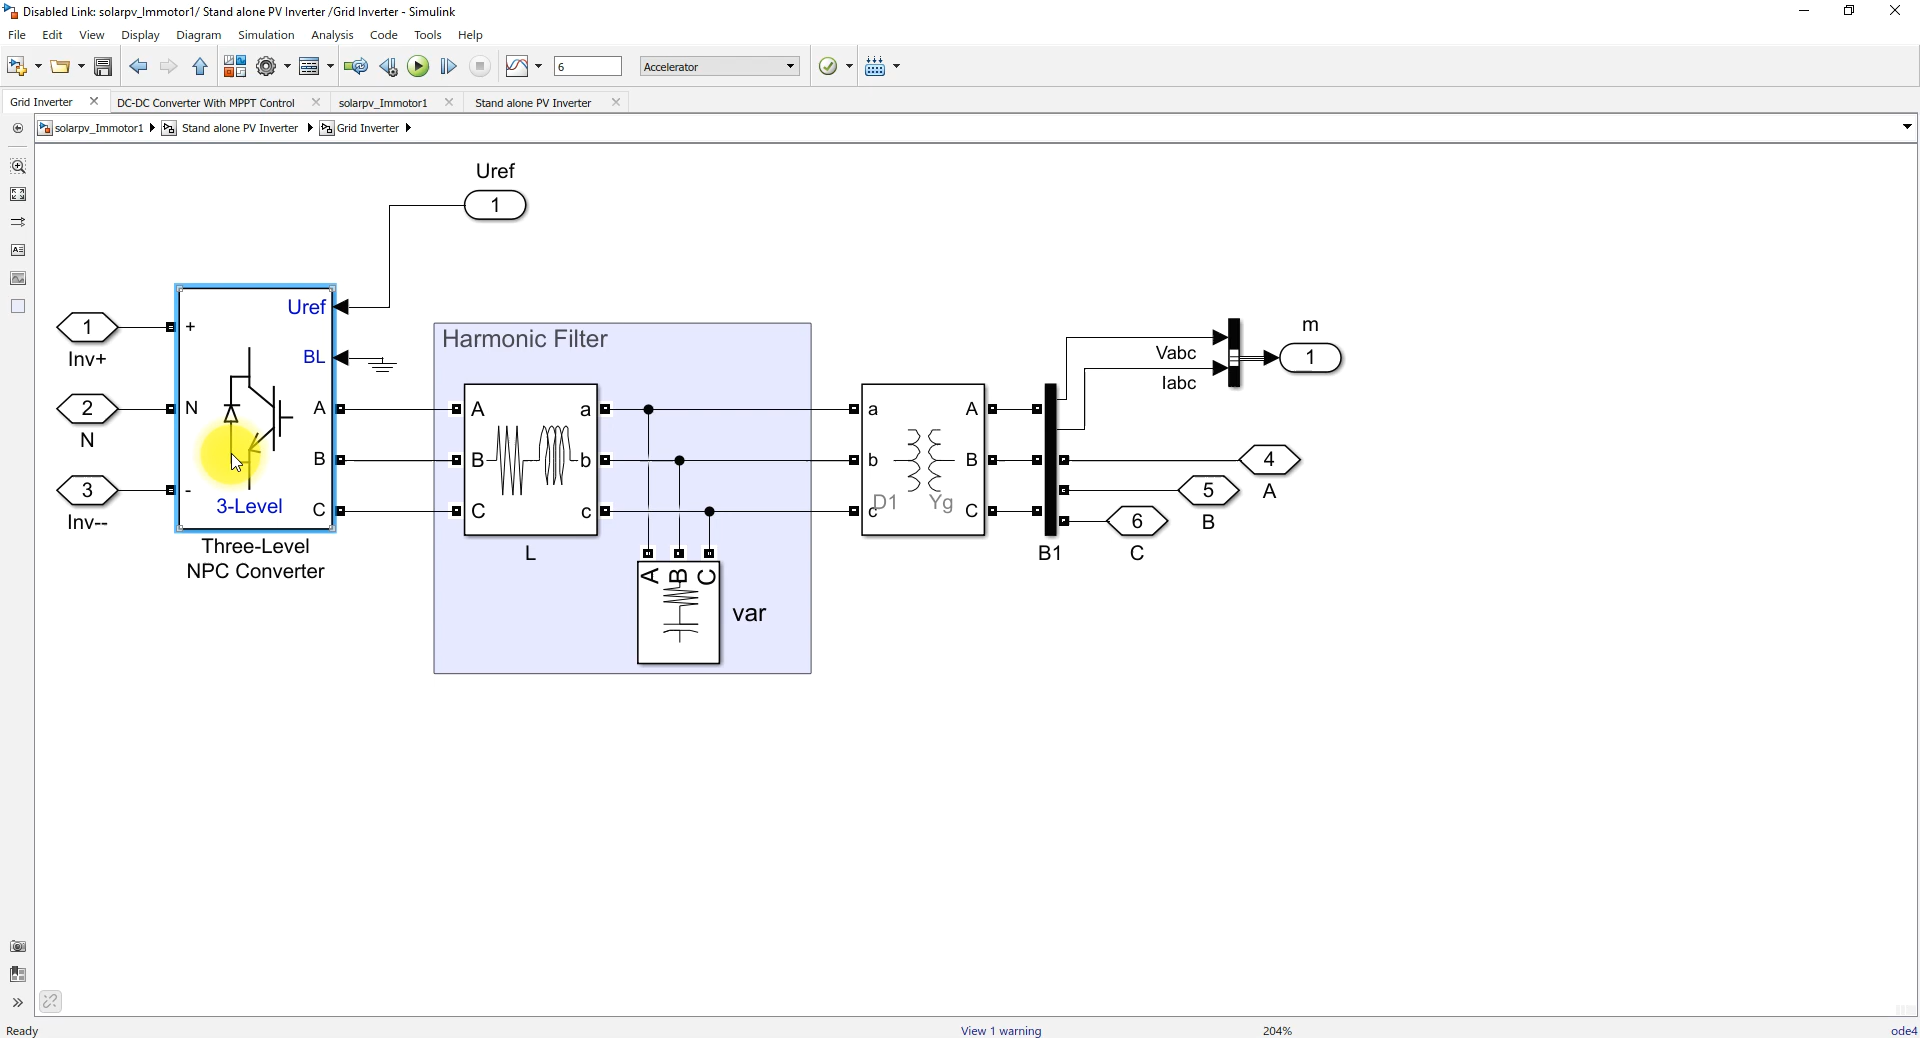 Disabled Link: solarpv_Immotor1/ Stand alone PV Inverter /Grid Inverter - Simulink
File Edit View Display Diagram Simulation Analysis Code Tools Help
6 Accelerator
Grid Inverter DC-DC Converter With MPPT Control solarpv_Immotor1 Stand alone PV Inverter
solarpv_Immotor1 Stand alone PV Inverter Grid Inverter
Uref
1
Uref
BL
1
+
Inv+
2
N
A
N
3
-
B
Inv--
3-Level
C
Three-Level
NPC Converter
Harmonic Filter
A a
B b
C c
L
A B C
var
a A
b B
c D1 Yg C
B1
Vabc
Iabc
m
1
4
A
5
B
6
C
Ready View 1 warning 204% ode4